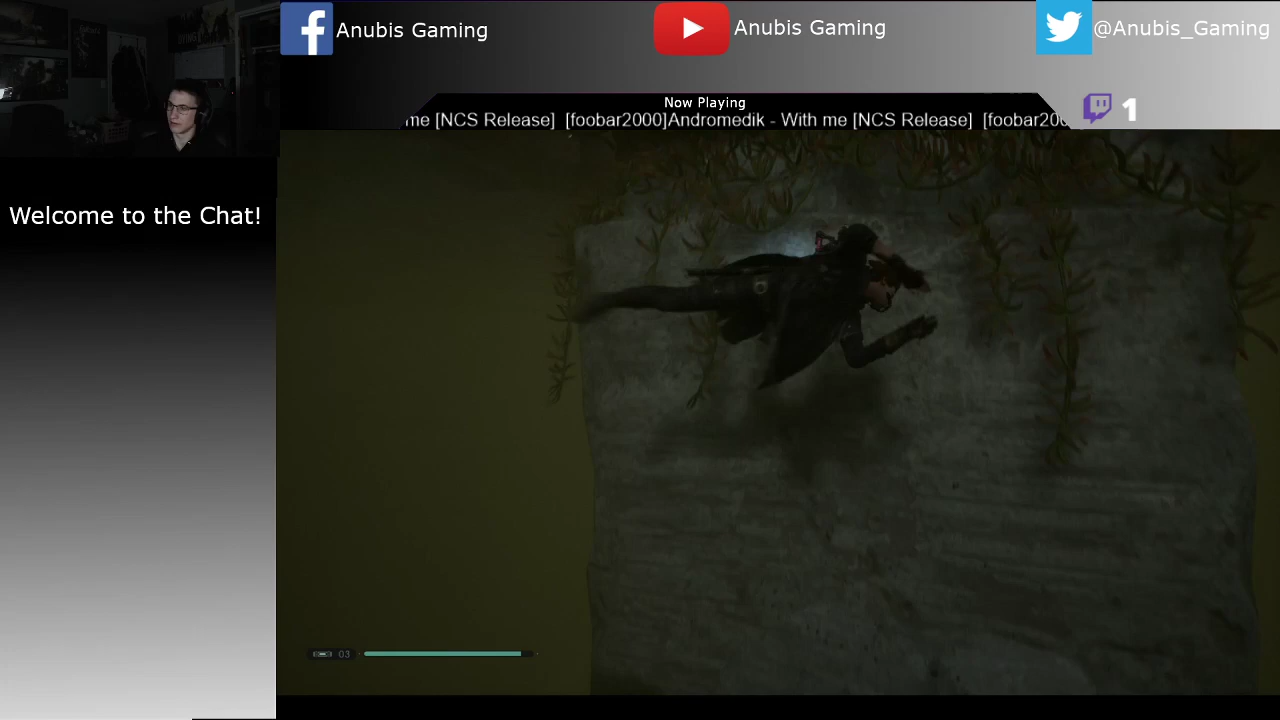 Anubis Gaming
Anubis Gaming
@Anubis_Gaming
Now Playing
me [NCS Release] [foobar2000]Andromedik - With me [NCS Release] [foobar200
1
Welcome to the Chat!
03